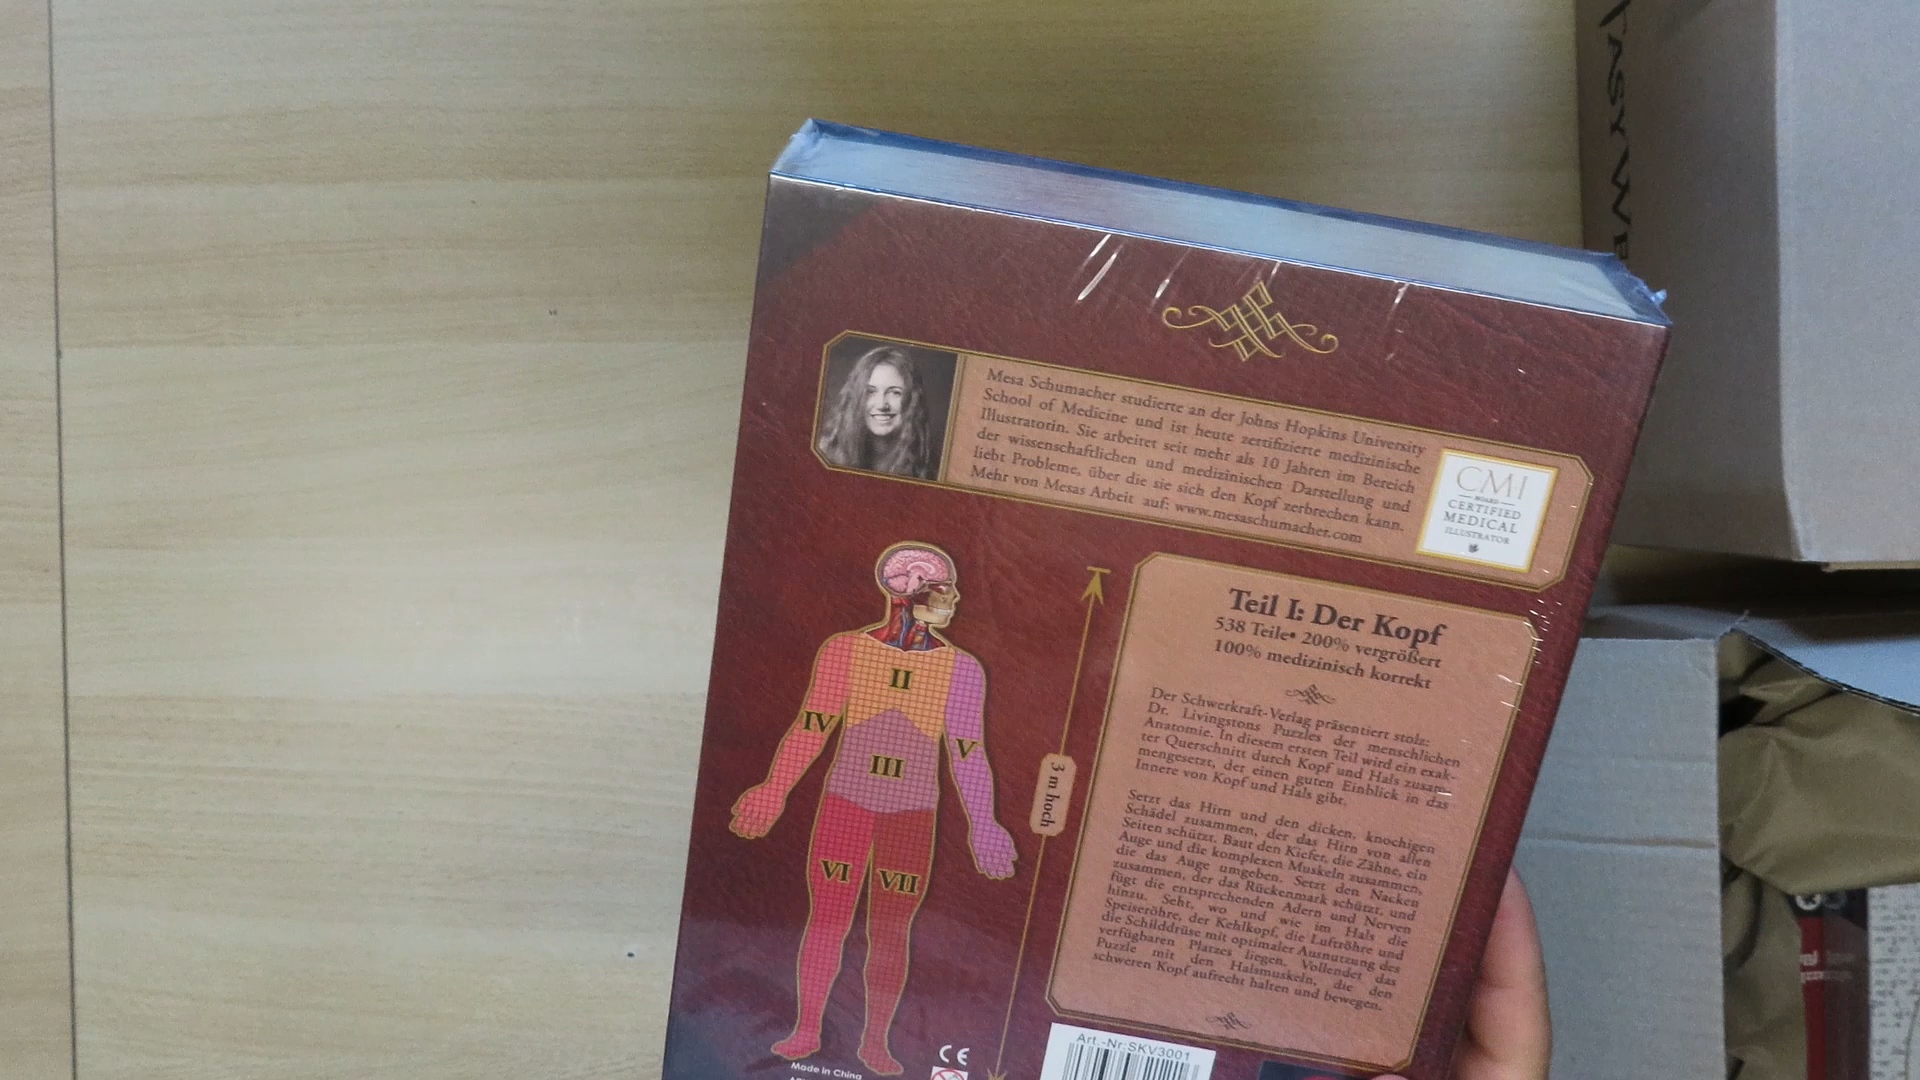 Mesa Schumacher studierte an der Johns Hopkins University
School of Medicine und ist heute zertifizierte medizinische
Illustratorin. Sie arbeitet seit mehr als 10 Jahren im Bereich
der wissenschaftlichen und medizinischen Darstellung und
liebt Probleme, über die sie sich den Kopf zerbrechen kann.
Mehr von Mesas Arbeit auf: www.mesaschumacher.com
CMI
BOARD
CERTIFIED
MEDICAL
ILLUSTRATOR
Teil I: Der Kopf
538 Teile• 200% vergrößert
100% medizinisch korrekt
Der Schwerkraft-Verlag präsentiert stolz:
Dr. Livingstons Puzzles der menschlichen
Anatomie. In diesem ersten Teil wird ein exak-
ter Querschnitt durch Kopf und Hals zusam-
mengesetzt, der einen guten Einblick in das
Innere von Kopf und Hals gibt.
Setzt das Hirn und den dicken, knochigen
Schädel zusammen, der das Hirn von allen
Seiten schützt. Baut den Kiefer, die Zähne, ein
Auge und die komplexen Muskeln zusammen,
die das Auge umgeben. Setzt den Nacken
zusammen, der das Rückenmark schützt, und
fügt die entsprechenden Adern und Nerven
hinzu. Seht, wo und wie im Hals die
Speiseröhre, der Kehlkopf, die Luftröhre und
die Schilddrüse mit optimaler Ausnutzung des
verfügbaren Platzes liegen. Vollendet das
Puzzle mit den Halsmuskeln, die den
schweren Kopf aufrecht halten und bewegen.
II
IV
V
III
VI
VII
3 m hoch
CE
Made in China
Art.-Nr:SKV3001